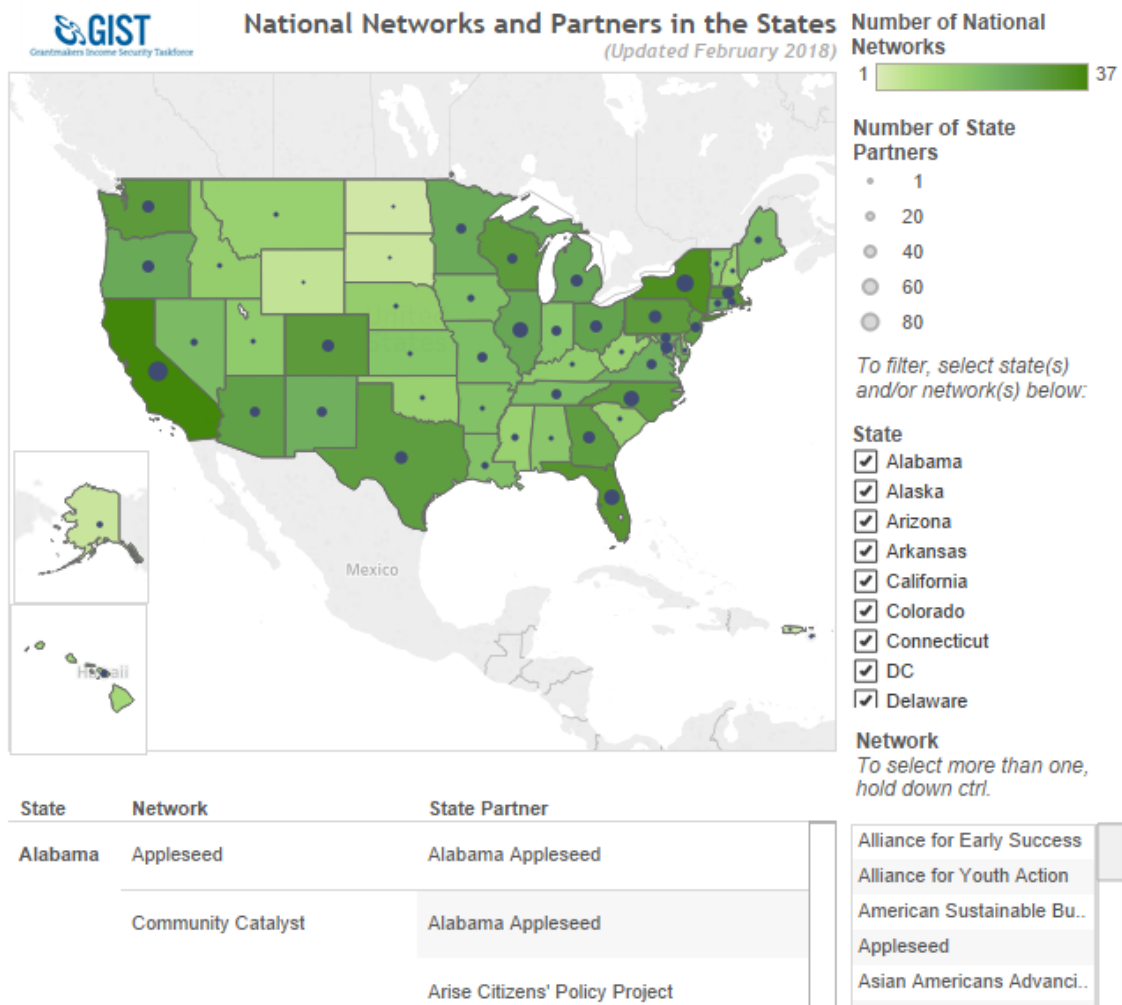 GIST
Grantmakers Income Security Taskforce
National Networks and Partners in the States
(Updated February 2018)
Number of National
Networks
1 37
Number of State
Partners
1
20
40
60
80
To filter, select state(s)
and/or network(s) below:
State
Alabama
Alaska
Arizona
Arkansas
California
Colorado
Connecticut
DC
Delaware
United
States
Mexico
Hawaii
Network
To select more than one,
hold down ctrl.
Alliance for Early Success
Alliance for Youth Action
American Sustainable Bu..
Appleseed
Asian Americans Advanci..
State Network State Partner
Alabama Appleseed Alabama Appleseed
Community Catalyst Alabama Appleseed
Arise Citizens' Policy Project